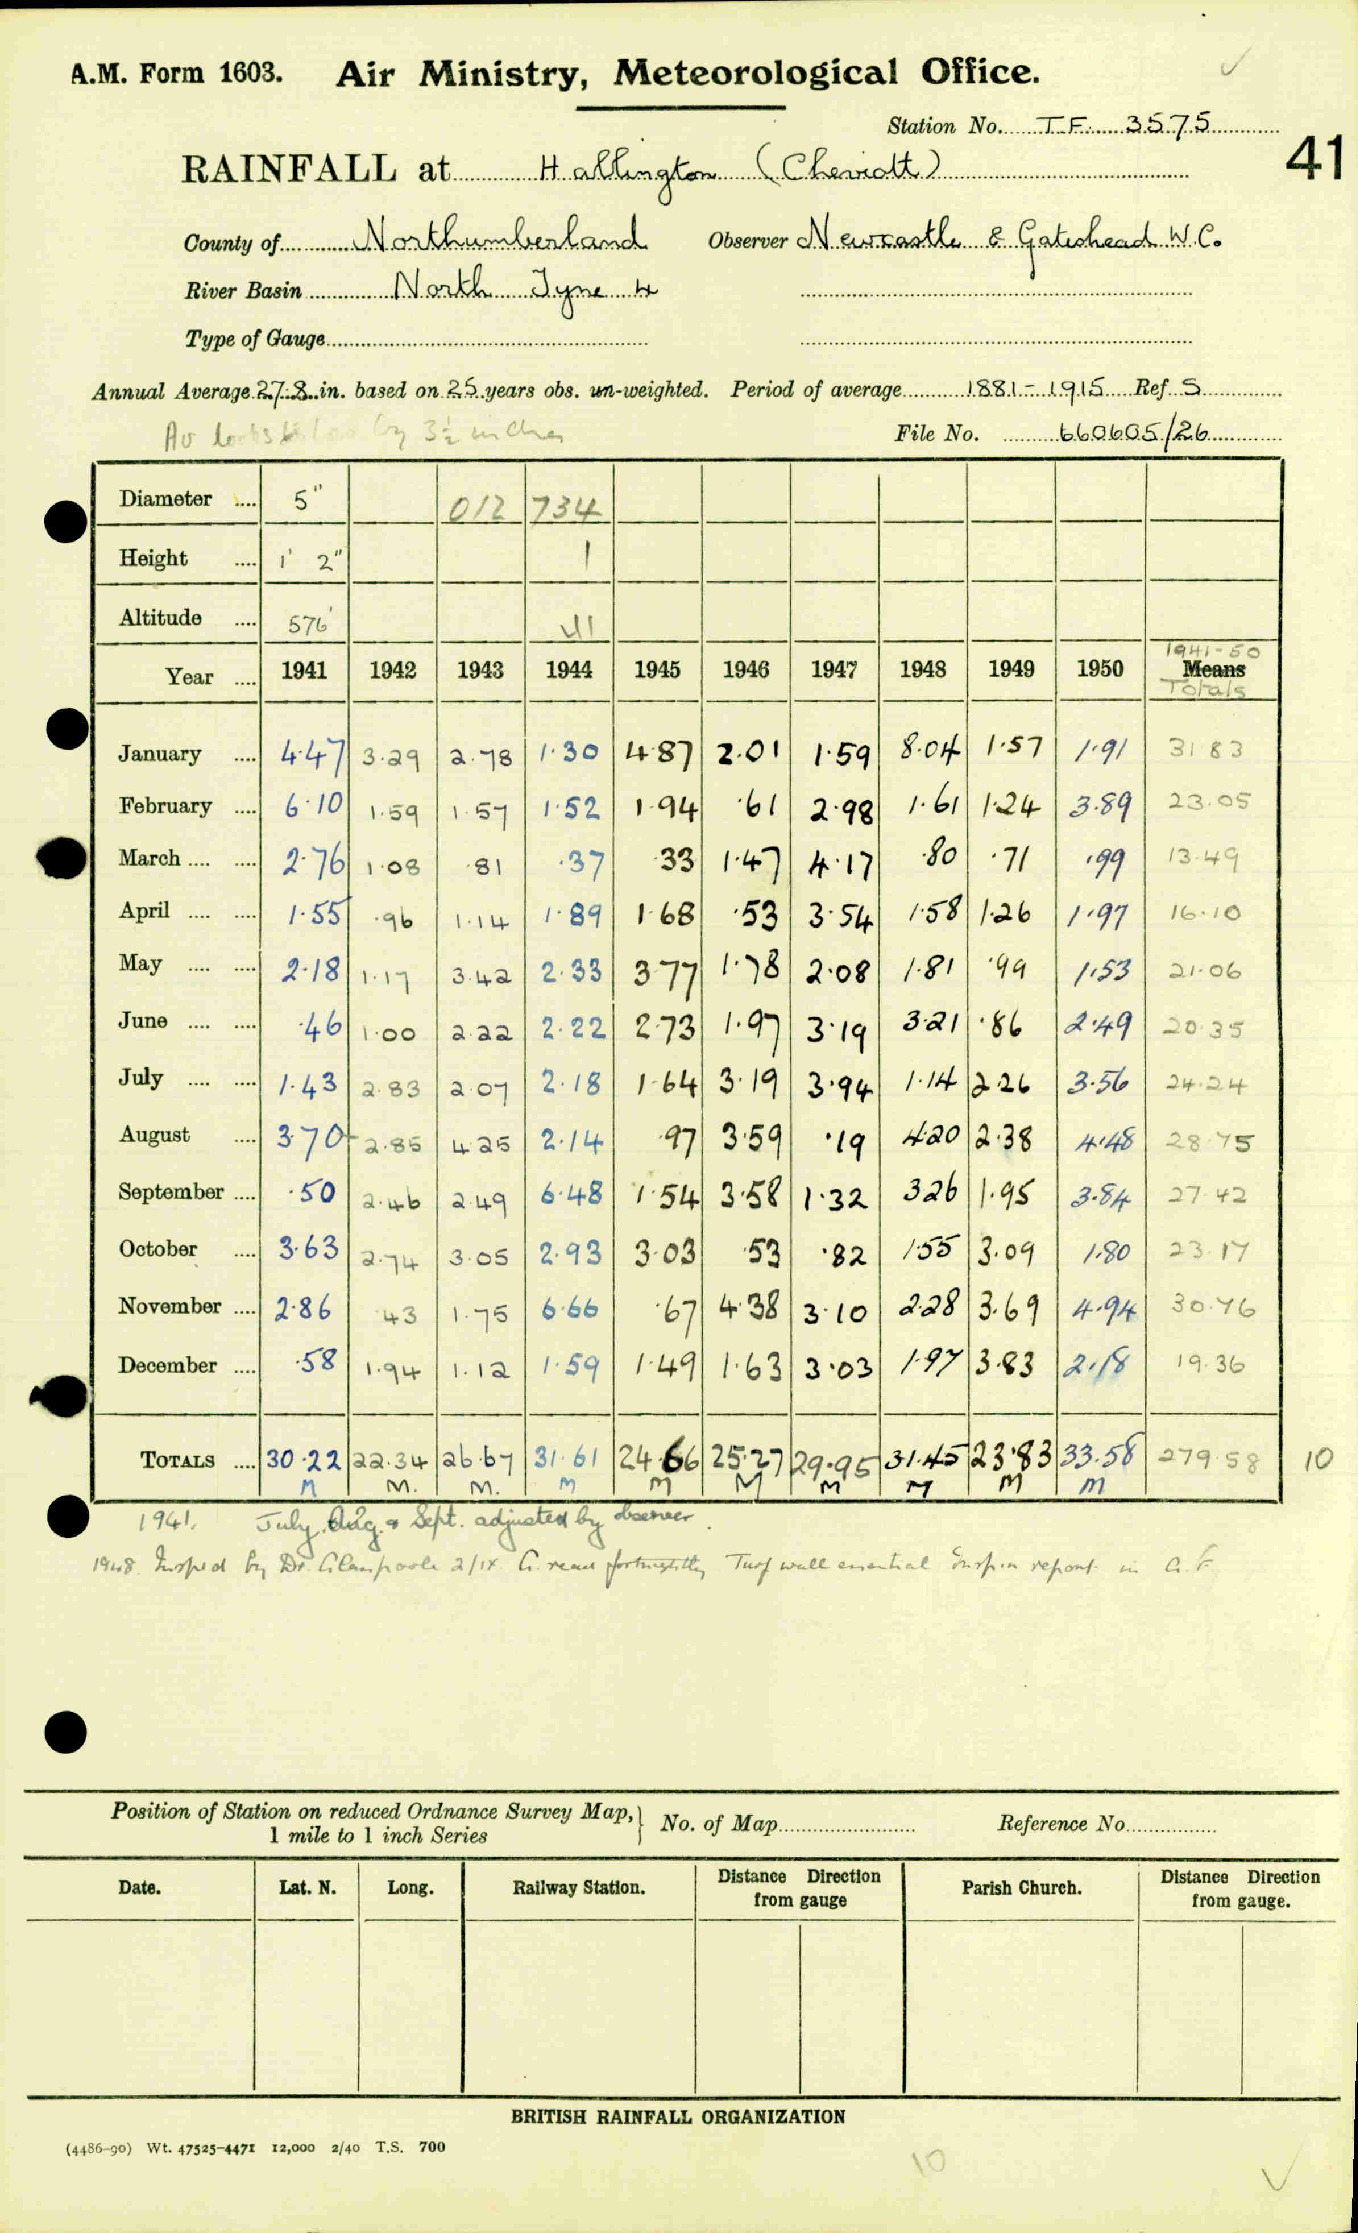 A.M. Form 1603. Air Ministry, Meteorological Office.
Station No. T.F. 3575
41
RAINFALL at Hallington (Cheviott)
County of Northumberland Observer Newcastle & Gateshead W.C.
River Basin North Tyne 4
Type of Gauge
Annual Average 27.8 in. based on 25 years obs. un-weighted. Period of average 1881-1915 Ref S
Av looks by 3½ inches
File No. 660605/26
Diameter .... 5" 012 734
Height .... 1' 2" 1
Altitude .... 576'
1941-50
Year .... 1941 1942 1943 1944 1945 1946 1947 1948 1949 1950 Means
Totals
January .... 4.47 3.29 2.78 1.30 4.87 2.01 1.59 8.04 1.57 1.91 31 83
February .... 6.10 1.59 1.57 1.52 1.94 .61 2.98 1.61 1.24 3.89 23.05
March .... .... 2.76 1.08 .81 .37 .33 1.47 4.17 .80 .71 .99 13.49
April .... .... 1.55 .96 1.14 1.89 1.68 .53 3.54 1.58 1.26 1.97 16.10
May .... .... 2.18 1.17 3.42 2.33 3.77 1.78 2.08 1.81 .99 1.53 21.06
June .... .... .46 1.00 2.22 2.22 2.73 1.97 3.19 3.21 .86 2.49 20.35
July .... .... 1.43 2.83 2.07 2.18 1.64 3.19 3.94 1.14 2.26 3.56 24.24
August .... 3.70 2.85 4.25 2.14 .97 3.59 .19 4.20 2.38 4.48 28.75
September .... .50 2.46 2.49 6.48 1.54 3.58 1.32 3.26 1.95 3.84 27.42
October .... 3.63 2.74 3.05 2.93 3.03 .53 .82 1.55 3.09 1.80 23.17
November .... 2.86 .43 1.75 6.66 .67 4.38 3.10 2.28 3.69 4.94 30.76
December .... .58 1.94 1.12 1.59 1.49 1.63 3.03 1.97 3.83 2.18 19.36
TOTALS .... 30.22 22.34 26.67 31.61 24.66 25.27 29.95 31.45 23.83 33.58 279.58 10
M M. M. M M M M M M M
1941. July, Aug. & Sept. adjusted by observer.
1948 Insp'd by Dr. Glasspoole 2/IX G. read fortnightly Turf wall essential Insp'n report in G.F.
Position of Station on reduced Ordnance Survey Map, } No. of Map Reference No.
1 mile to 1 inch Series
Date. Lat. N. Long. Railway Station. Distance Direction from gauge Parish Church. Distance Direction from gauge.
BRITISH RAINFALL ORGANIZATION
(4486-90) Wt. 47525-4471 12,000 2/40 T.S. 700
10